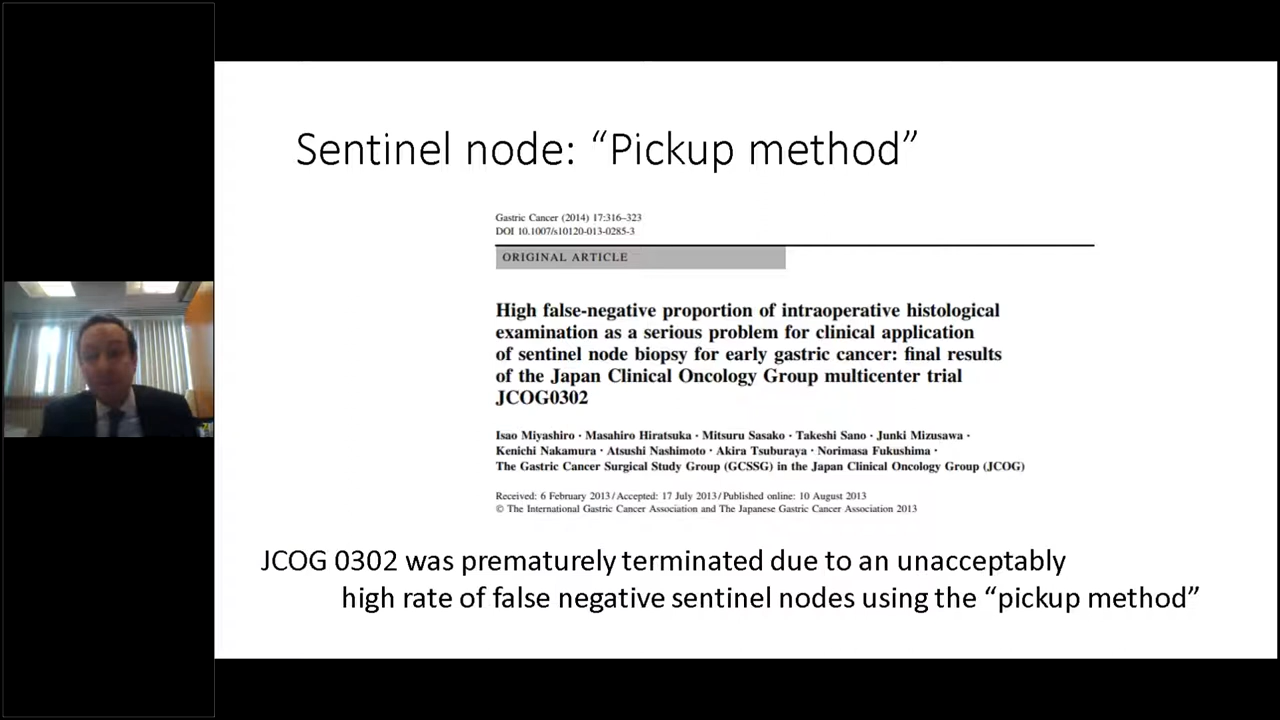 Sentinel node: “Pickup method”
Gastric Cancer (2014) 17:316–323
DOI 10.1007/s10120-013-0285-3
ORIGINAL ARTICLE
High false-negative proportion of intraoperative histological
examination as a serious problem for clinical application
of sentinel node biopsy for early gastric cancer: final results
of the Japan Clinical Oncology Group multicenter trial
JCOG0302
Isao Miyashiro · Masahiro Hiratsuka · Mitsuru Sasako · Takeshi Sano · Junki Mizusawa ·
Kenichi Nakamura · Atsushi Nashimoto · Akira Tsuburaya · Norimasa Fukushima ·
The Gastric Cancer Surgical Study Group (GCSSG) in the Japan Clinical Oncology Group (JCOG)
Received: 6 February 2013 / Accepted: 17 July 2013 / Published online: 10 August 2013
© The International Gastric Cancer Association and The Japanese Gastric Cancer Association 2013
JCOG 0302 was prematurely terminated due to an unacceptably
high rate of false negative sentinel nodes using the “pickup method”